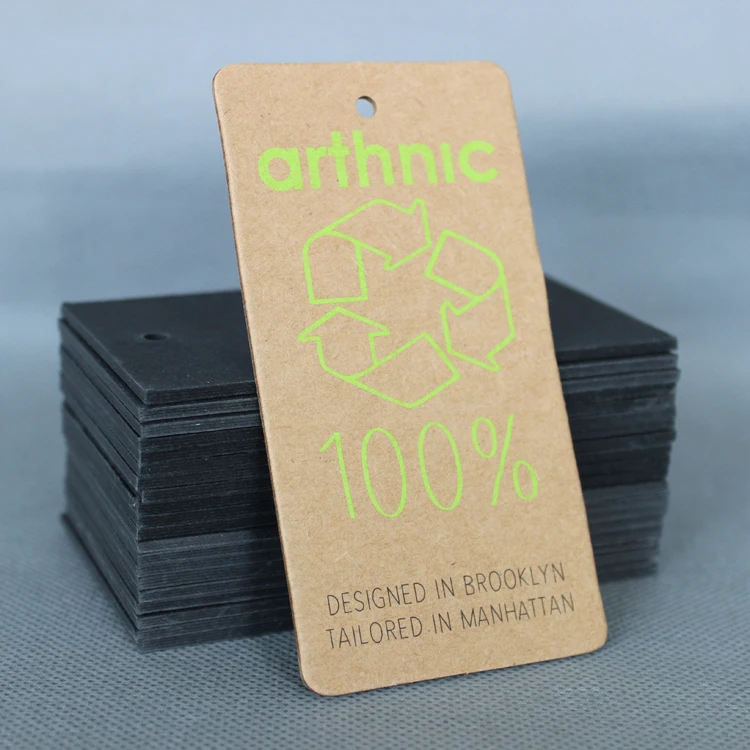 arthnic
100%
DESIGNED IN BROOKLYN
TAILORED IN MANHATTAN